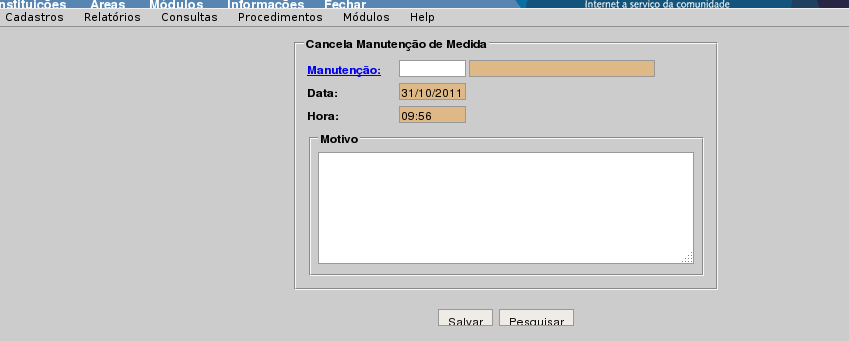 nstituições Áreas Módulos Informações Fechar Internet a serviço da comunidade
Cadastros Relatórios Consultas Procedimentos Módulos Help
Cancela Manutenção de Medida
Manutenção:
Data: 31/10/2011
Hora: 09:56
Motivo
Salvar Pesquisar